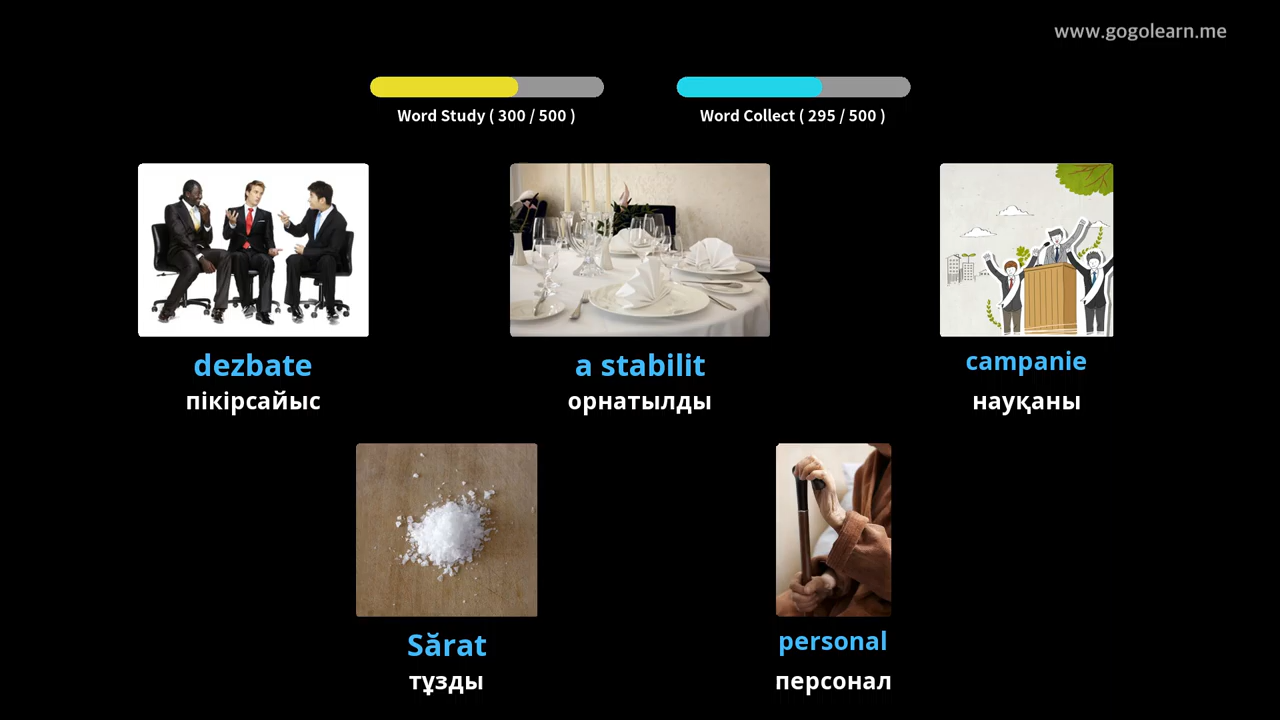 www.gogolearn.me
Word Study ( 300 / 500 )
Word Collect ( 295 / 500 )
dezbate
пікірсайыс
a stabilit
орнатылды
campanie
науқаны
Sărat
тұзды
personal
персонал